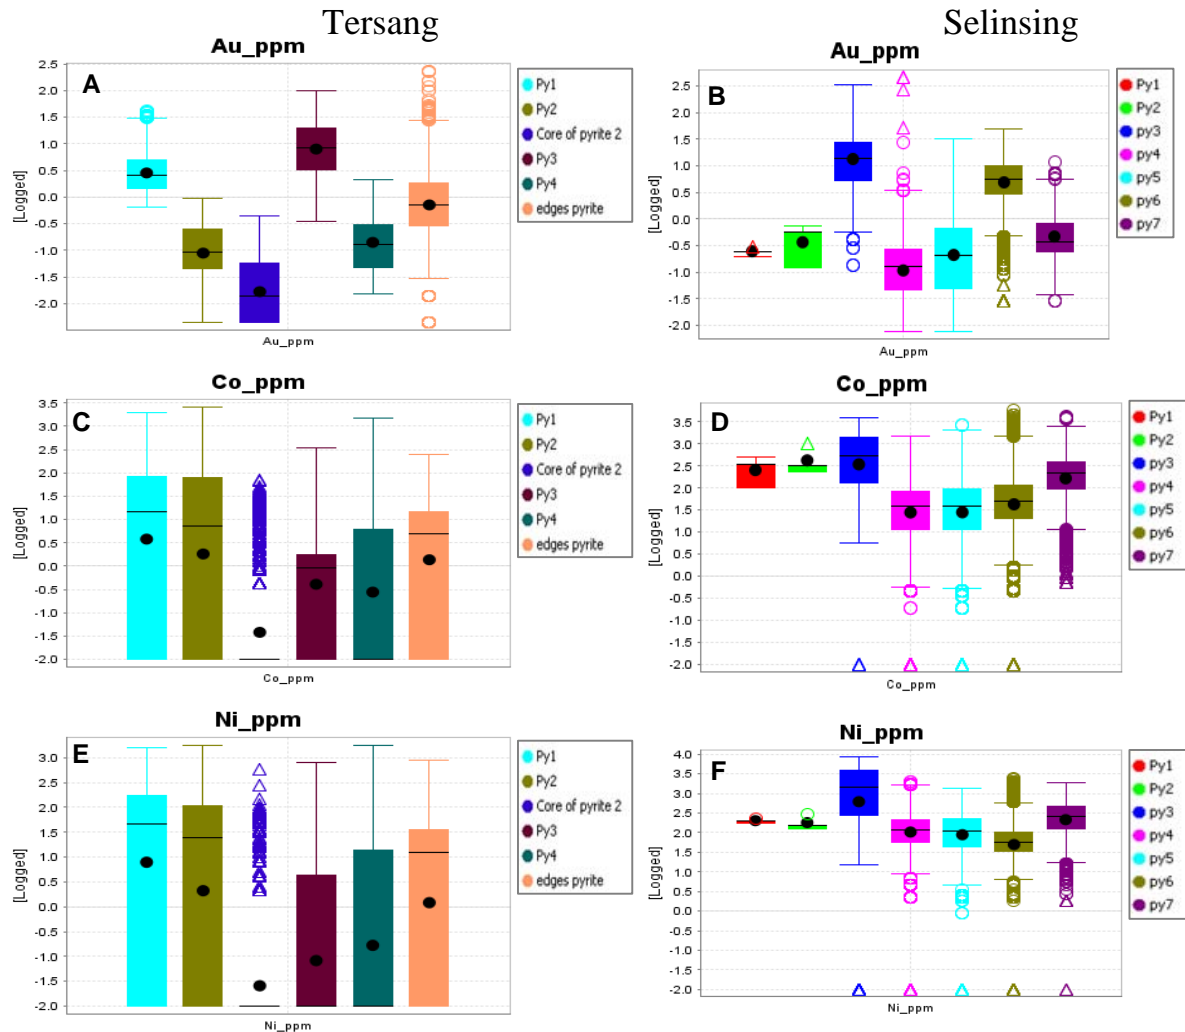 Tersang
Selinsing
Au_ppm
A
[Logged]
2.5
2.0
1.5
1.0
0.5
0.0
-0.5
-1.0
-1.5
-2.0
Au_ppm
Py1
Py2
Core of pyrite 2
Py3
Py4
edges pyrite
Au_ppm
B
[Logged]
2.5
2.0
1.5
1.0
0.5
0.0
-0.5
-1.0
-1.5
-2.0
Au_ppm
Py1
Py2
py3
py4
py5
py6
py7
Co_ppm
C
[Logged]
3.5
3.0
2.5
2.0
1.5
1.0
0.5
0.0
-0.5
-1.0
-1.5
-2.0
Co_ppm
Py1
Py2
Core of pyrite 2
Py3
Py4
edges pyrite
Co_ppm
D
[Logged]
3.5
3.0
2.5
2.0
1.5
1.0
0.5
0.0
-0.5
-1.0
-1.5
-2.0
Co_ppm
Py1
Py2
py3
py4
py5
py6
py7
Ni_ppm
E
[Logged]
3.0
2.5
2.0
1.5
1.0
0.5
0.0
-0.5
-1.0
-1.5
-2.0
Ni_ppm
Py1
Py2
Core of pyrite 2
Py3
Py4
edges pyrite
Ni_ppm
F
[Logged]
4.0
3.5
3.0
2.5
2.0
1.5
1.0
0.5
0.0
-0.5
-1.0
-1.5
-2.0
Ni_ppm
Py1
Py2
py3
py4
py5
py6
py7